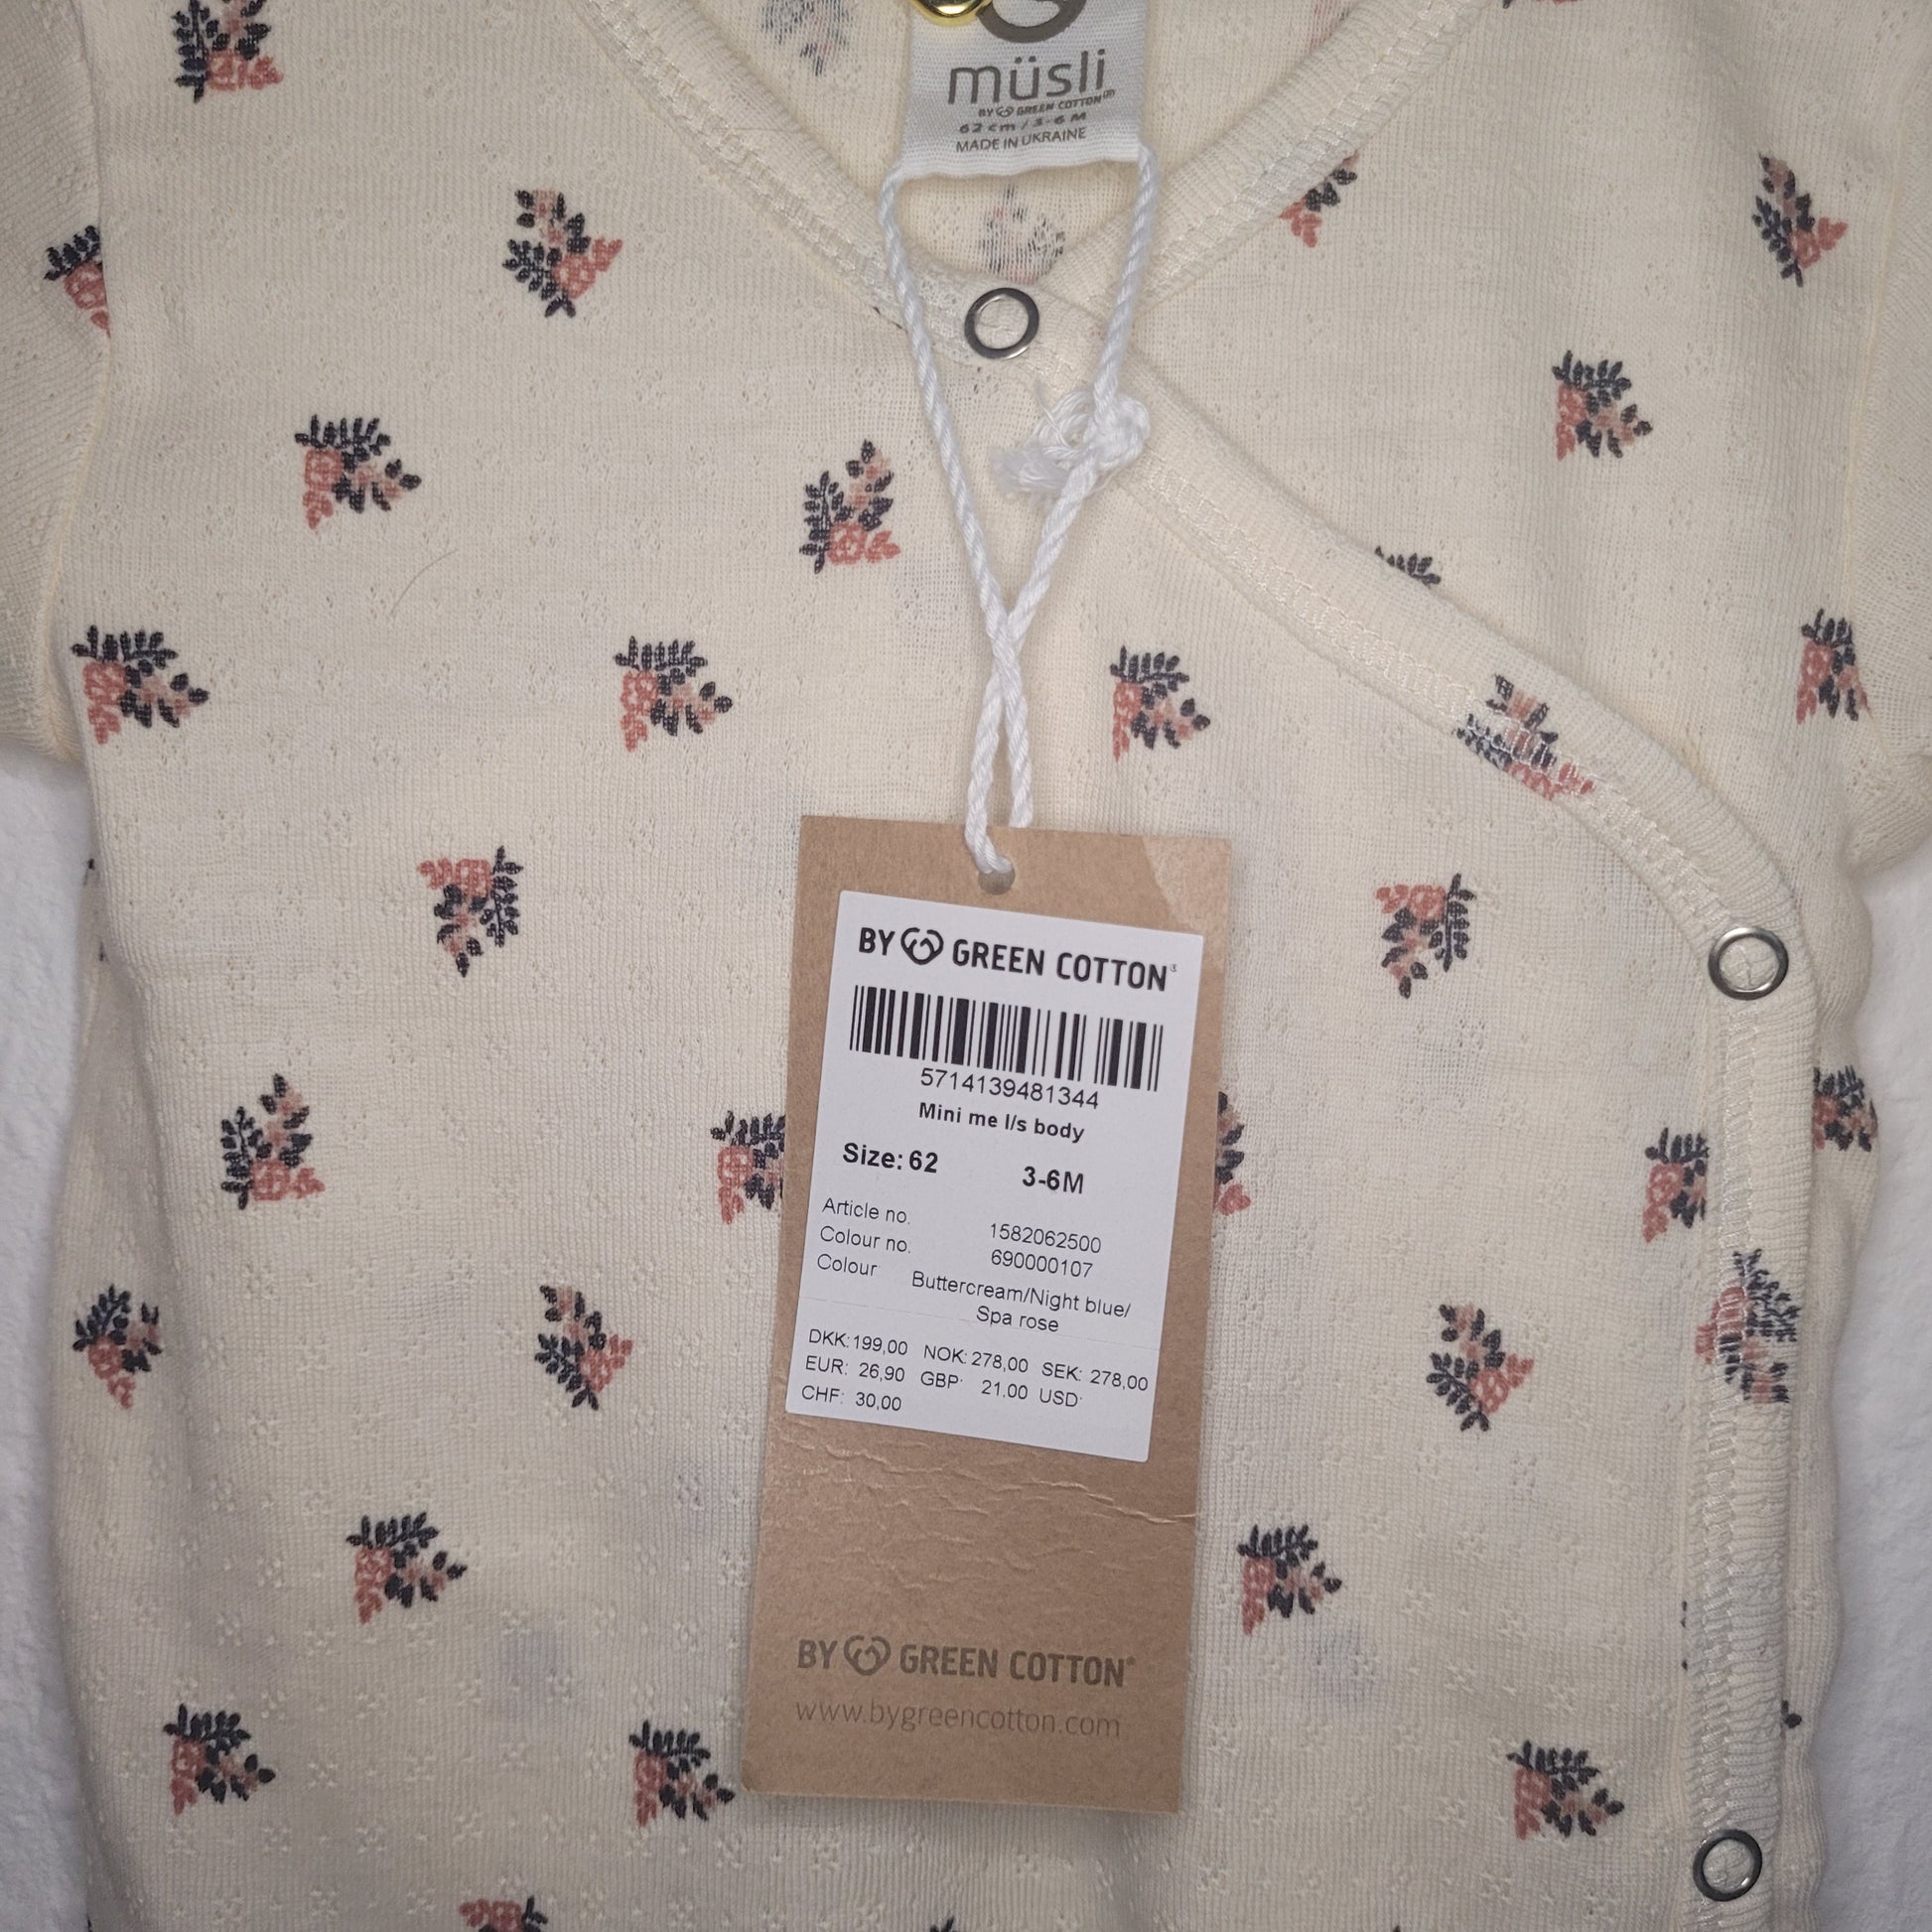 müsli
BY GREEN COTTON
62 cm / 3-6 M
MADE IN UKRAINE
BY GREEN COTTON
5714139481344
Mini me l/s body
Size: 62 3-6M
Article no. 1582062500
Colour no. 690000107
Colour Buttercream/Night blue/
Spa rose
DKK: 199,00 NOK: 278,00 SEK: 278,00
EUR: 26,90 GBP: 21.00 USD:
CHF: 30,00
BY GREEN COTTON®
www.bygreencotton.com